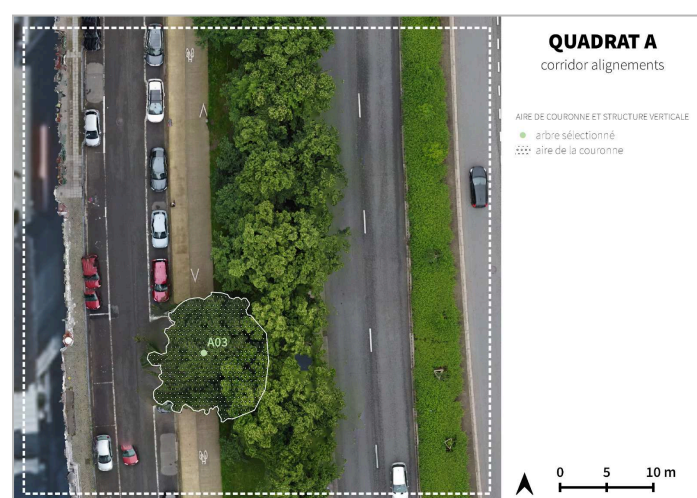 QUADRAT A
corridor alignements
AIRE DE COURONNE ET STRUCTURE VERTICALE
arbre sélectionné
aire de la couronne
A03
0 5 10 m